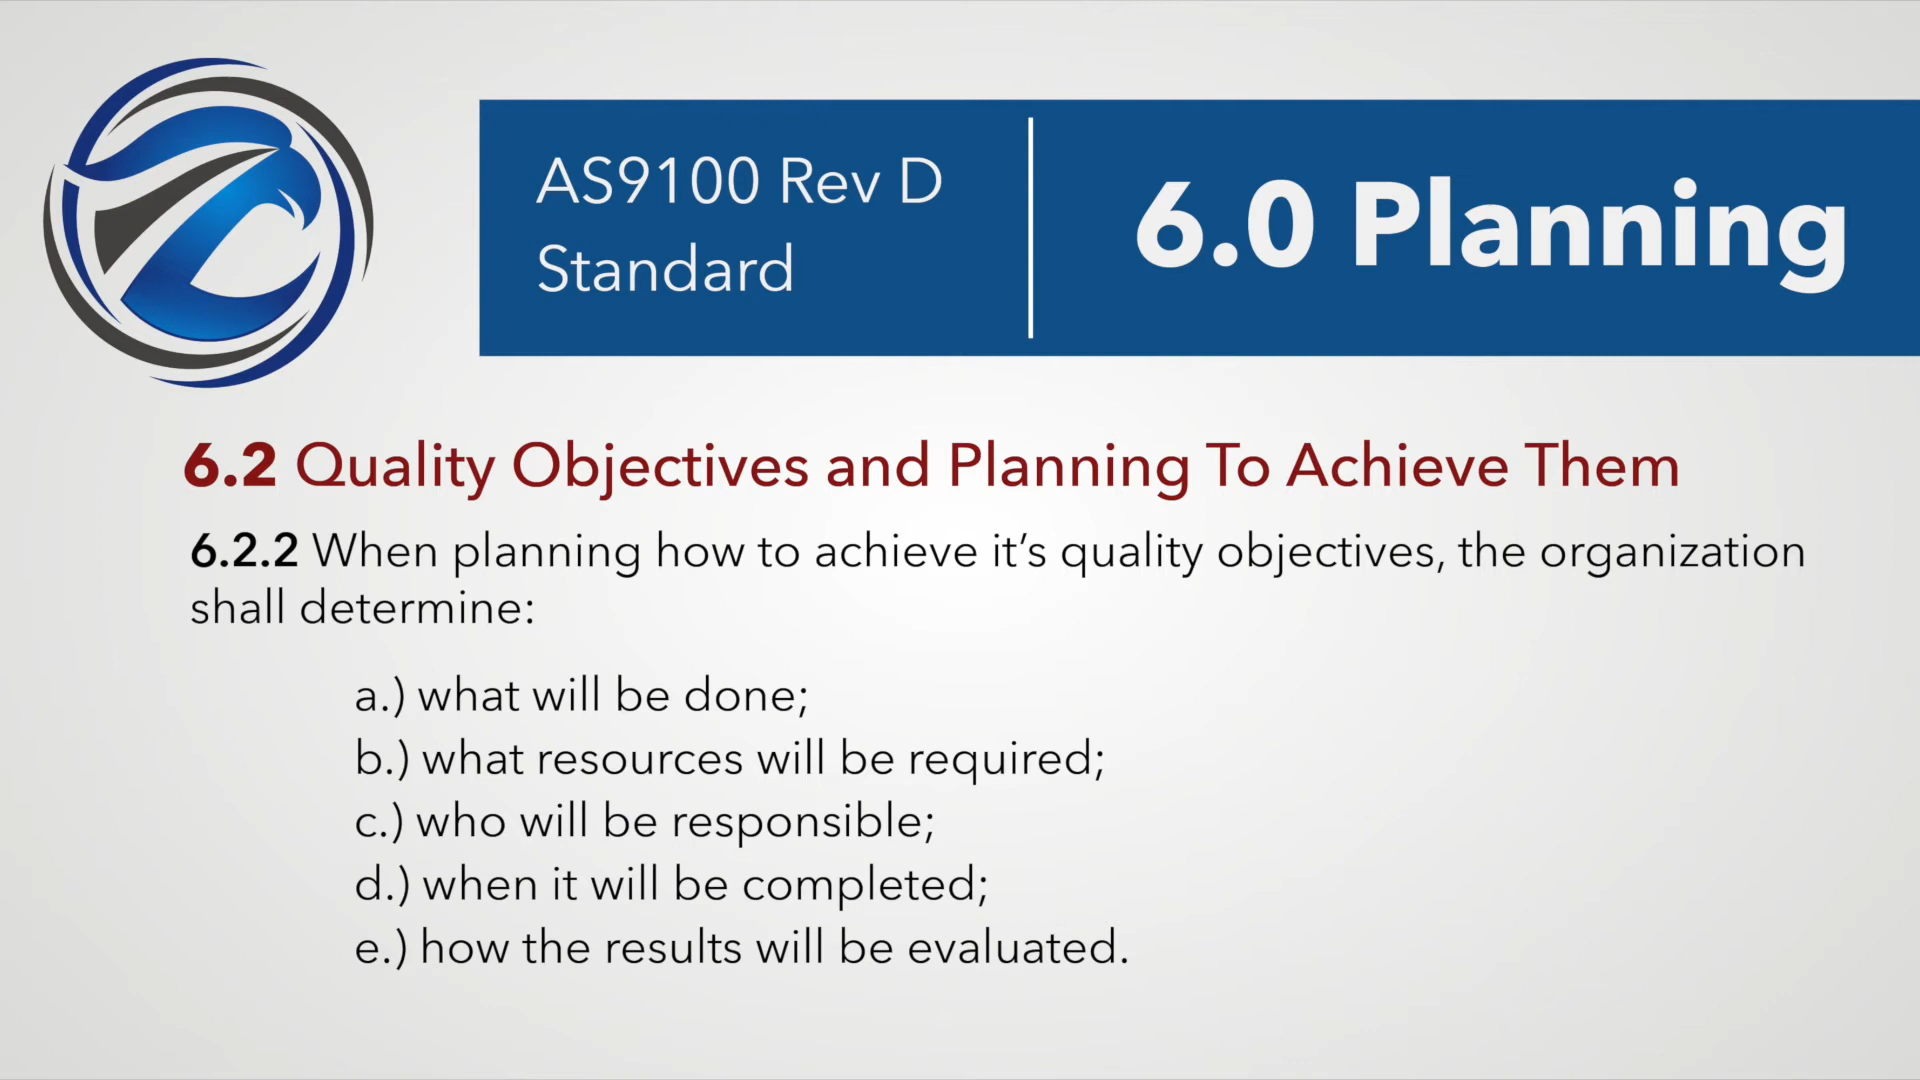 AS9100 Rev D
Standard
6.0 Planning
6.2 Quality Objectives and Planning To Achieve Them
6.2.2 When planning how to achieve it’s quality objectives, the organization
shall determine:
a.) what will be done;
b.) what resources will be required;
c.) who will be responsible;
d.) when it will be completed;
e.) how the results will be evaluated.